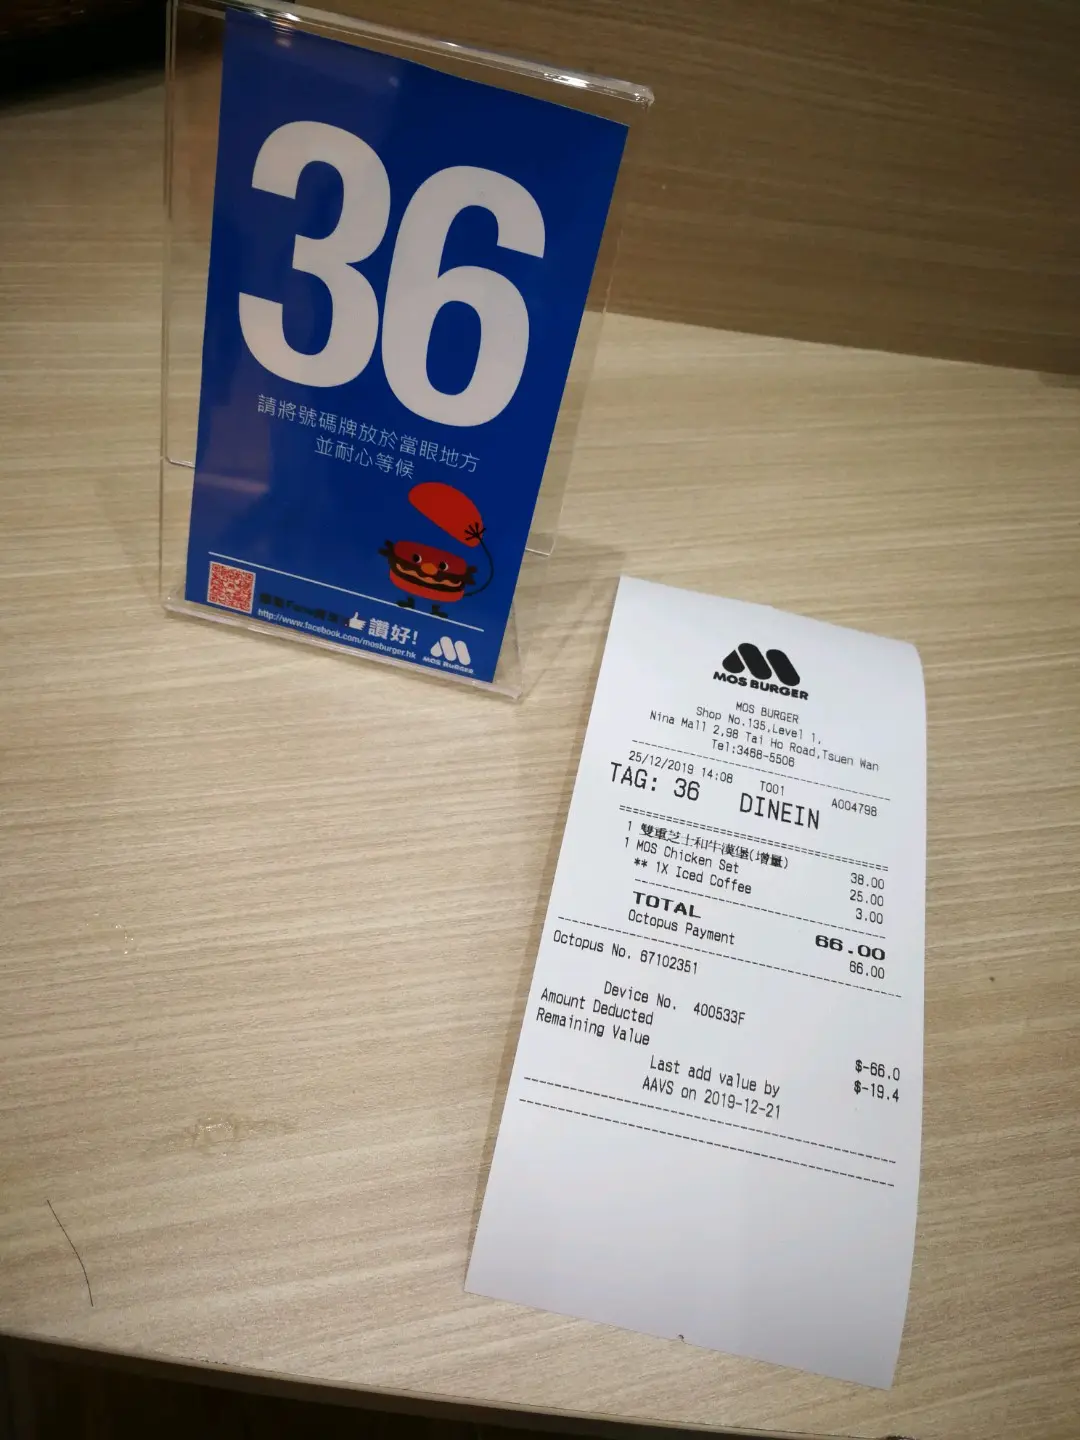 36
請將號碼牌放於當眼地方
並耐心等候
讚好!
http://www.facebook.com/mosburger.hk
MOS BURGER
MOS BURGER
MOS BURGER
Shop No.135,Level 1,
Nina Mall 2,98 Tai Ho Road,Tsuen Wan
Tel:3468-5508
25/12/2019 14:08 T001 A004798
TAG: 36 DINEIN
1 雙重芝士和牛漢堡(增量) 38.00
1 MOS Chicken Set 25.00
** 1X Iced Coffee 3.00
TOTAL 66.00
Octopus Payment 66.00
Octopus No. 67102351
Device No. 400533F
Amount Deducted $-66.0
Remaining Value $-19.4
Last add value by
AAVS on 2019-12-21